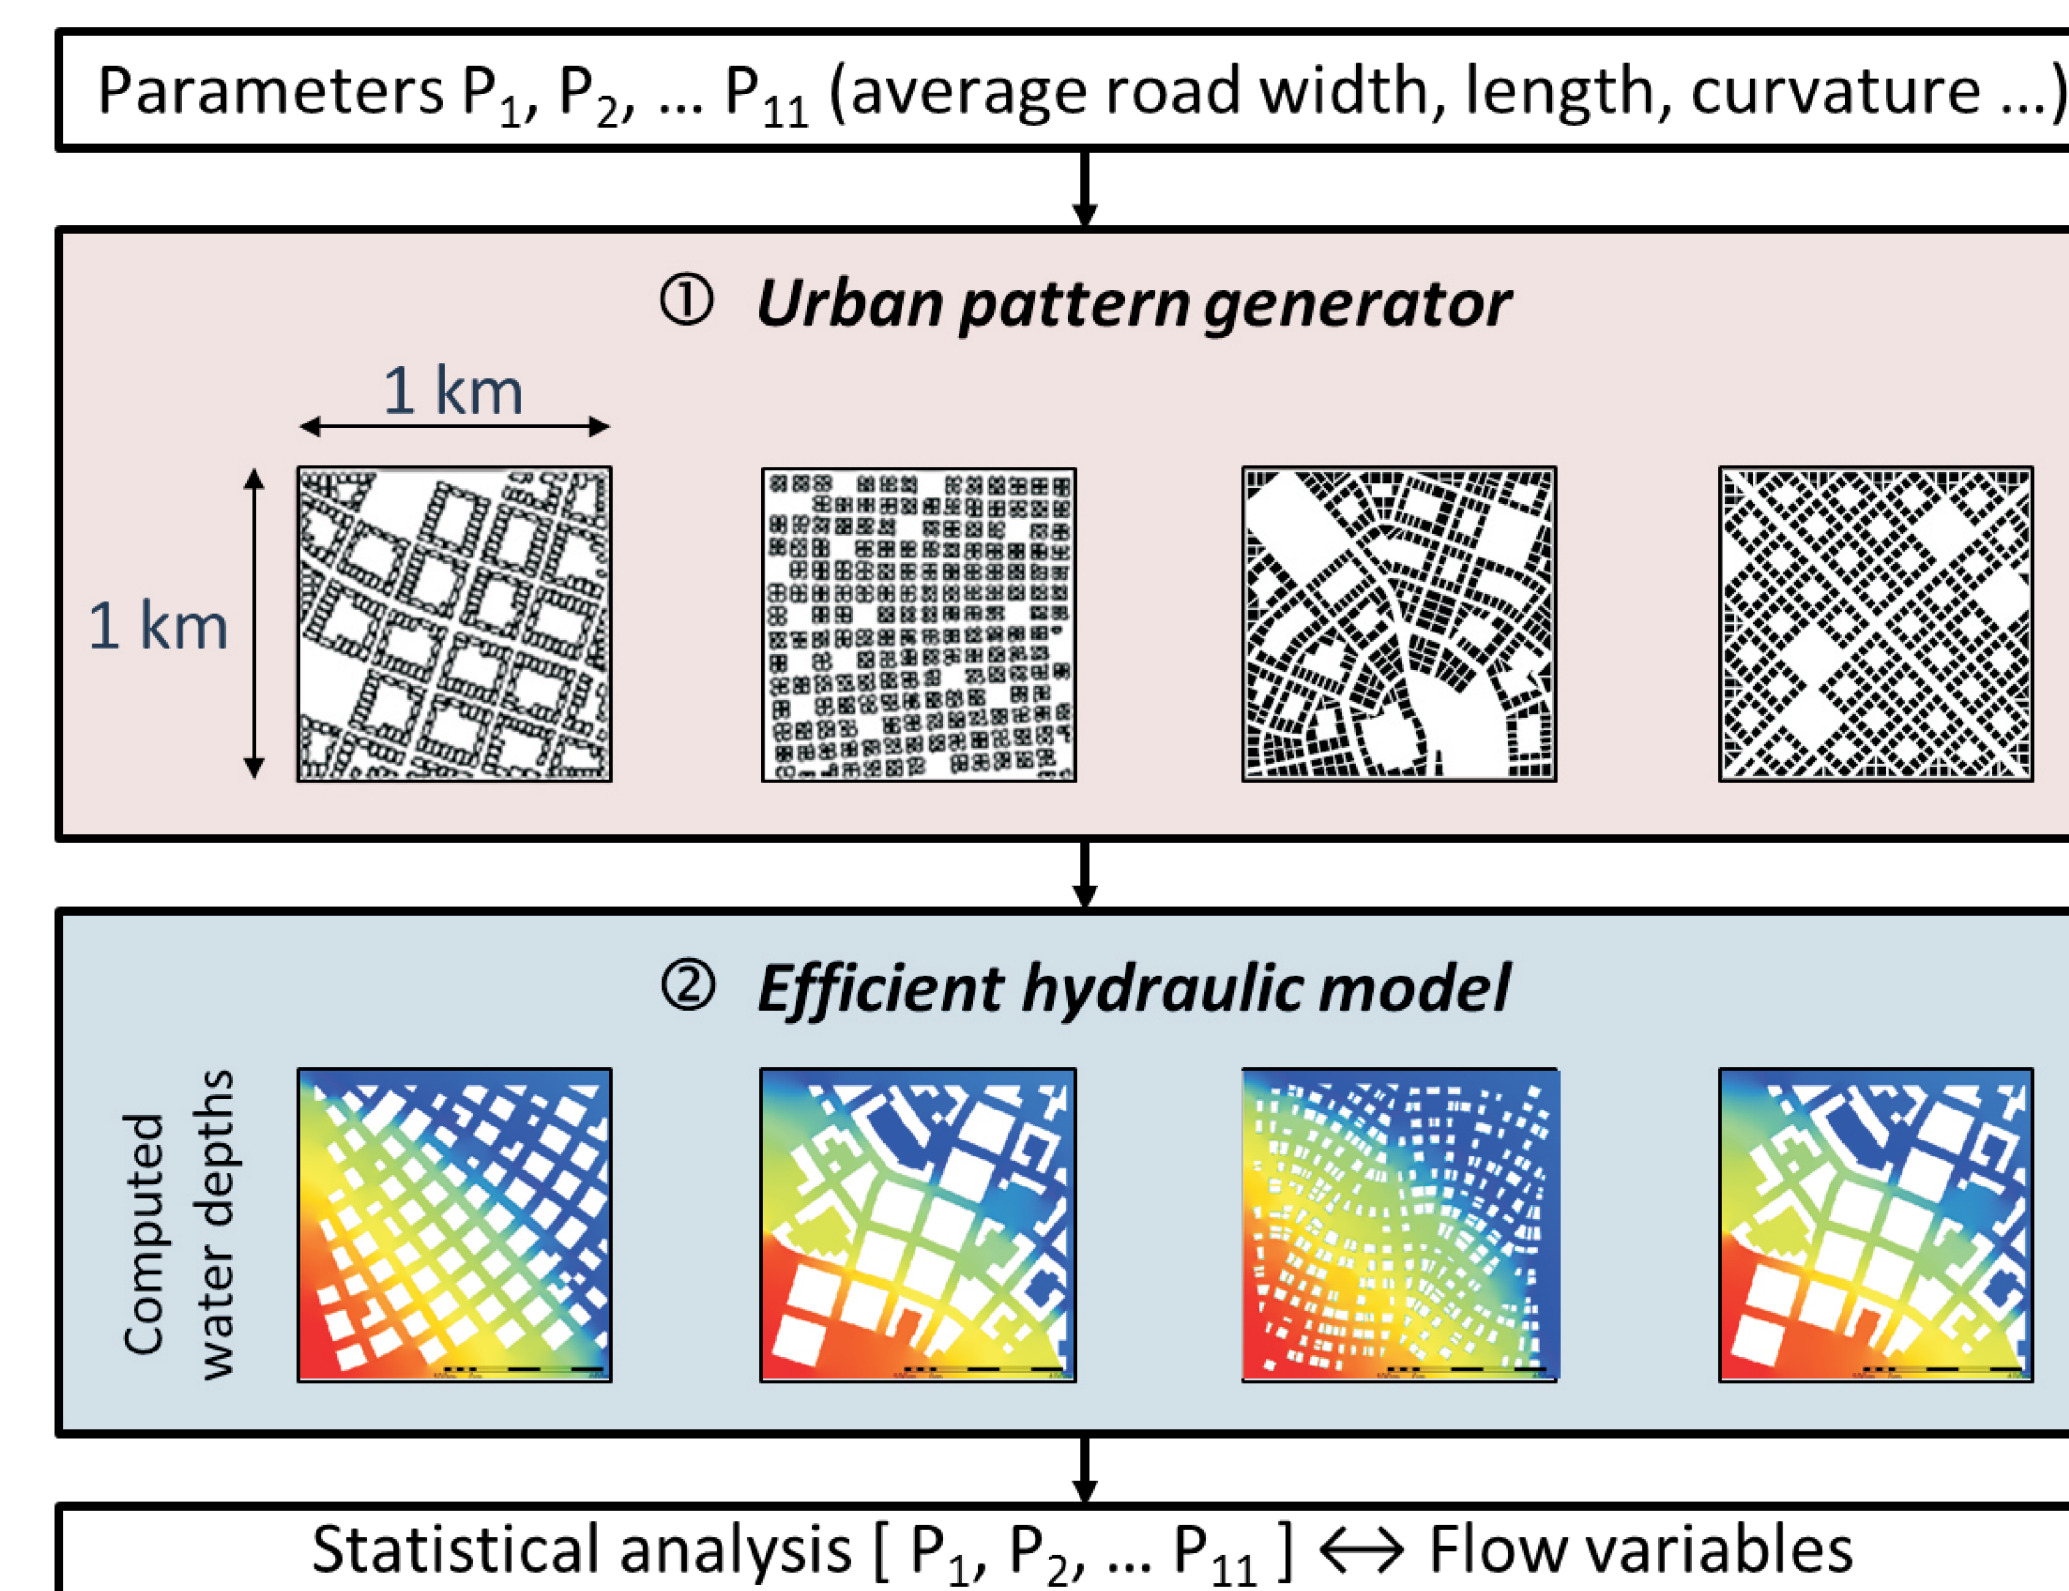 Parameters P1, P2, ... P11 (average road width, length, curvature ...)
① Urban pattern generator
1 km
1 km
② Efficient hydraulic model
Computed
water depths
Statistical analysis [ P1, P2, ... P11 ] ↔ Flow variables